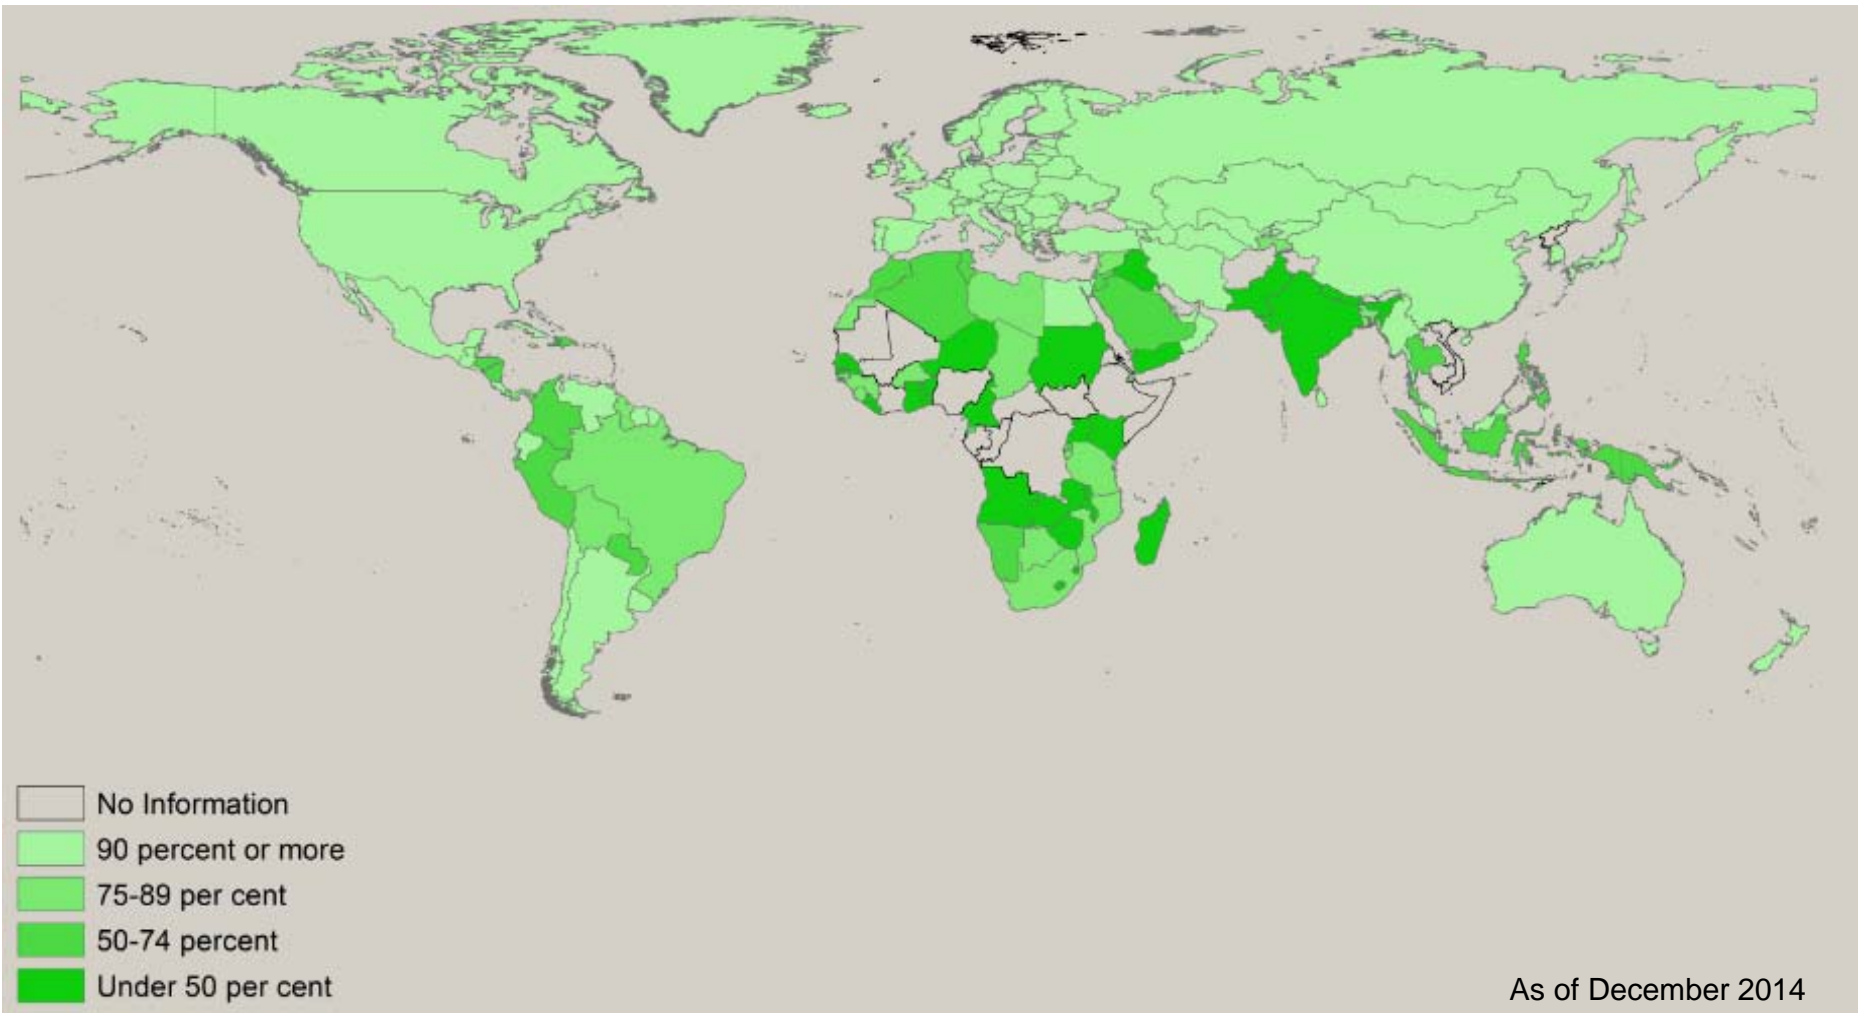 No Information
90 percent or more
75-89 per cent
50-74 percent
Under 50 per cent
As of December 2014